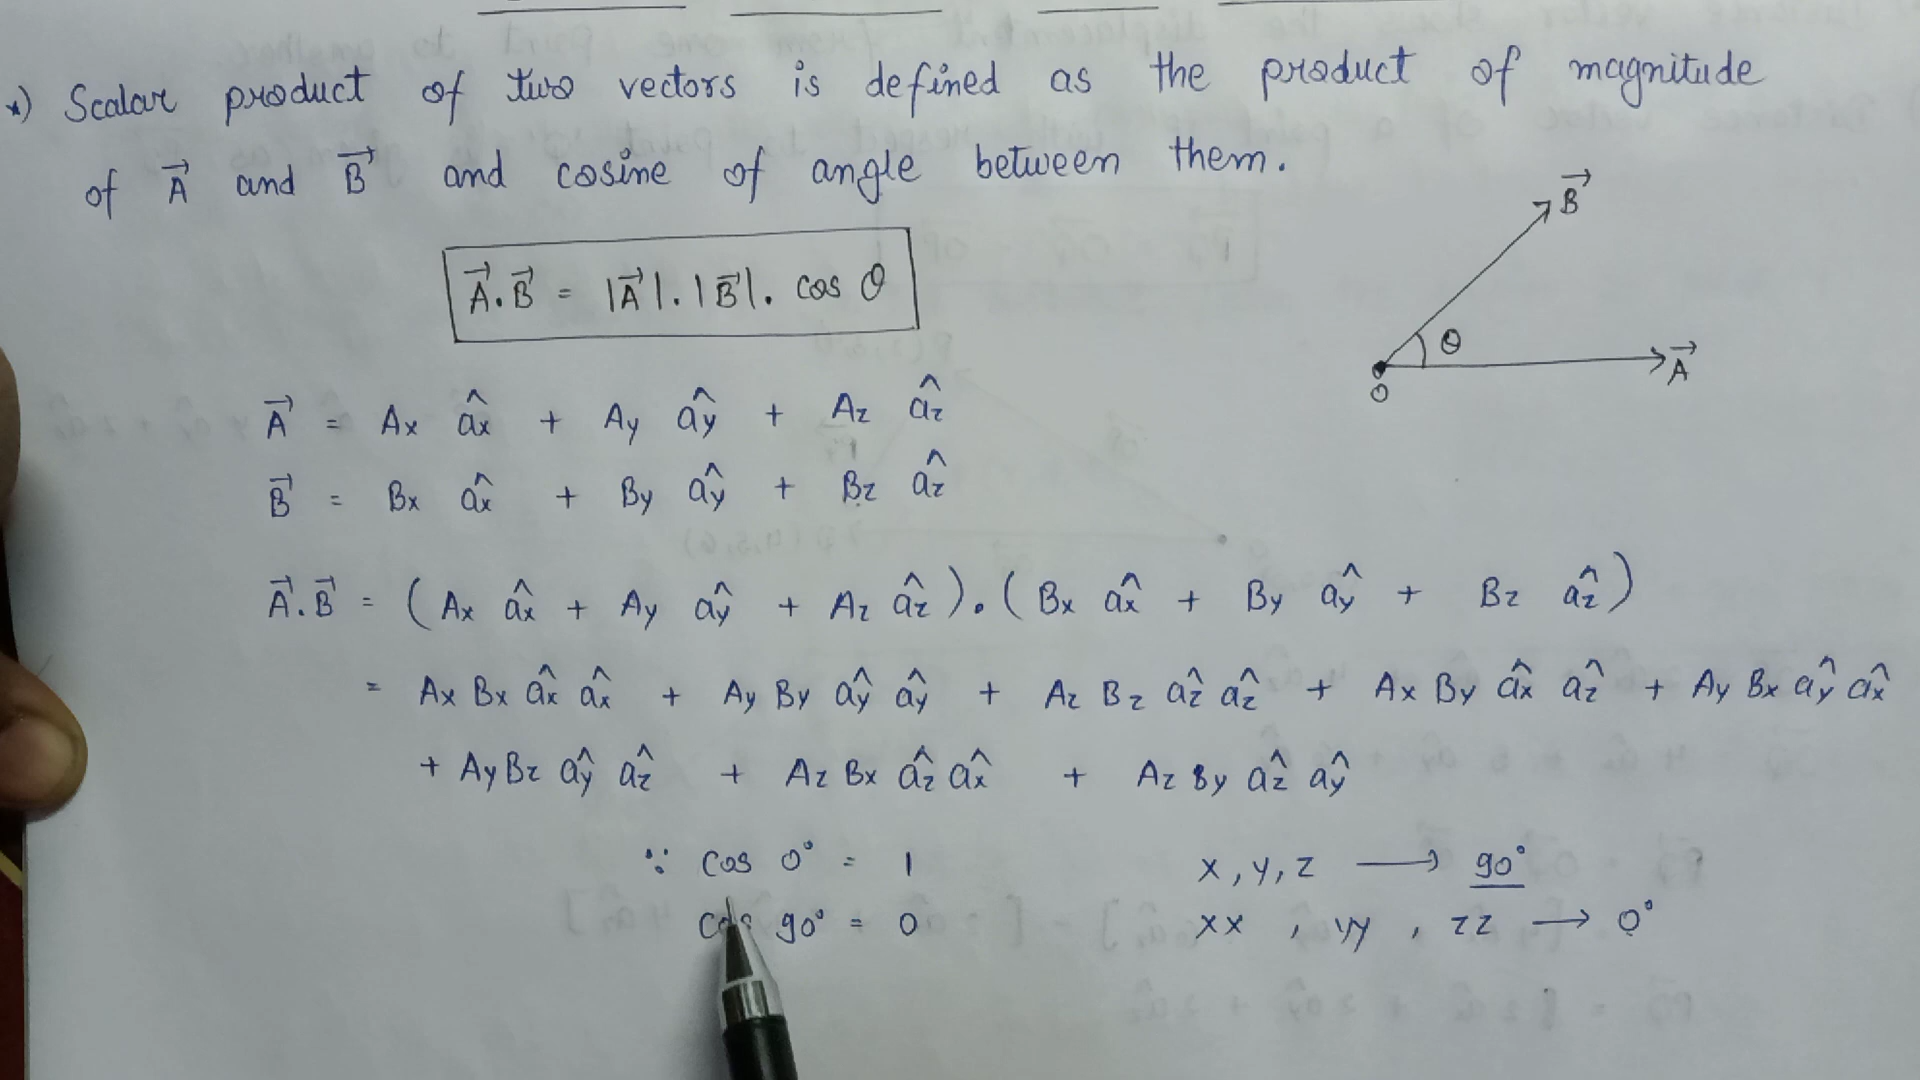 *) Scalar product of two vectors is defined as the product of magnitude
of A⃗ and B⃗ and cosine of angle between them.
B⃗
A⃗.B⃗ = |A⃗|.|B⃗|. cos θ
θ
A⃗
O
A⃗ = Ax âx + Ay ây + Az âz
B⃗ = Bx âx + By ây + Bz âz
A⃗.B⃗ = (Ax âx + Ay ây + Az âz).(Bx âx + By ây + Bz âz)
= Ax Bx âx âx + Ay By ây ây + Az Bz âz âz + Ax By âx âz + Ay Bx ây âx
+ Ay Bz ây âz + Az Bx âz âx + Az By âz ây
∵ cos 0° = 1 x, y, z → 90°
cos 90° = 0 xx , yy , zz → 0°